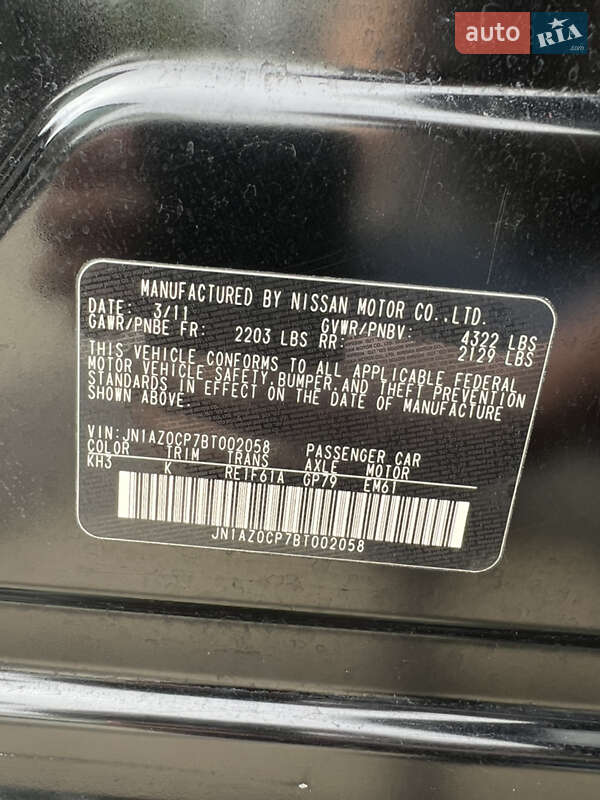 auto RIA.com
MANUFACTURED BY NISSAN MOTOR CO.,LTD.
DATE: 3/11 GVWR/PNBV: 4322 LBS
GAWR/PNBE FR: 2203 LBS RR: 2129 LBS
THIS VEHICLE CONFORMS TO ALL APPLICABLE FEDERAL
MOTOR VEHICLE SAFETY,BUMPER,AND THEFT PREVENTION
STANDARDS IN EFFECT ON THE DATE OF MANUFACTURE
SHOWN ABOVE.
VIN:JN1AZ0CP7BT002058 PASSENGER CAR
COLOR TRIM TRANS AXLE MOTOR
KH3 K RE1F61A GP79 EM61
JN1AZ0CP7BT002058